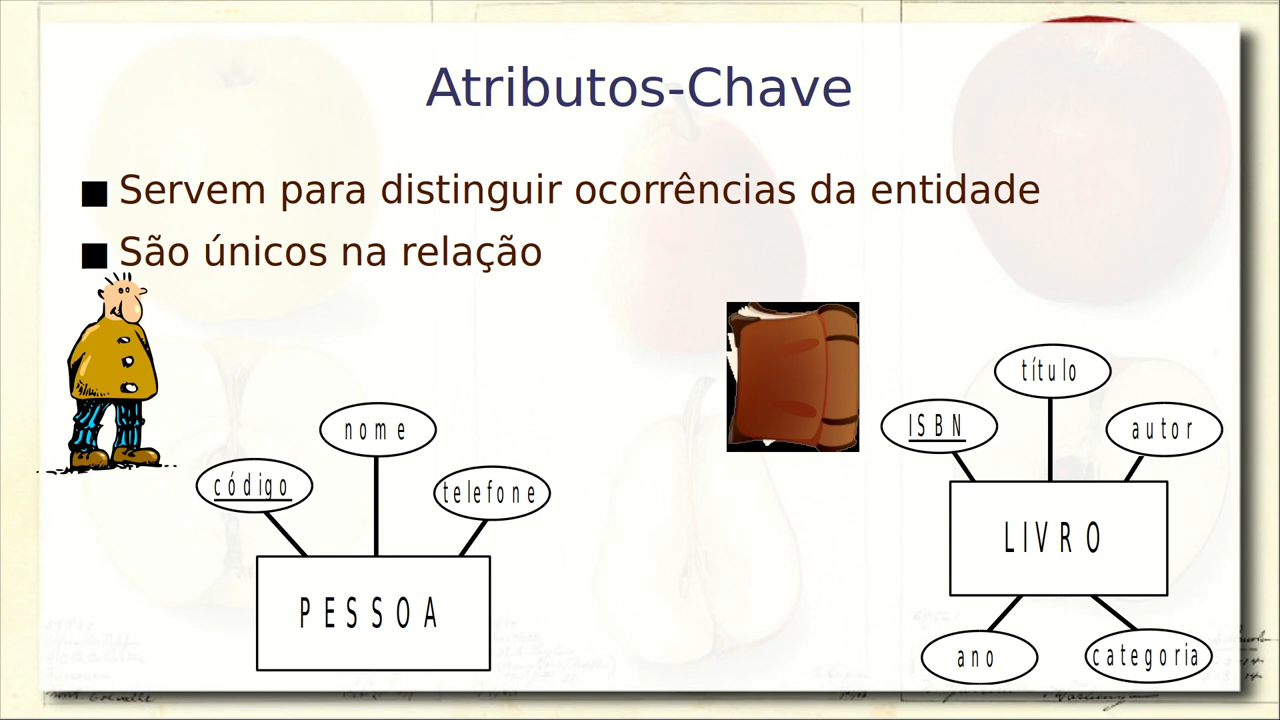 Atributos-Chave
Servem para distinguir ocorrências da entidade
São únicos na relação
nome
código
telefone
PESSOA
título
ISBN
autor
LIVRO
ano
categoria